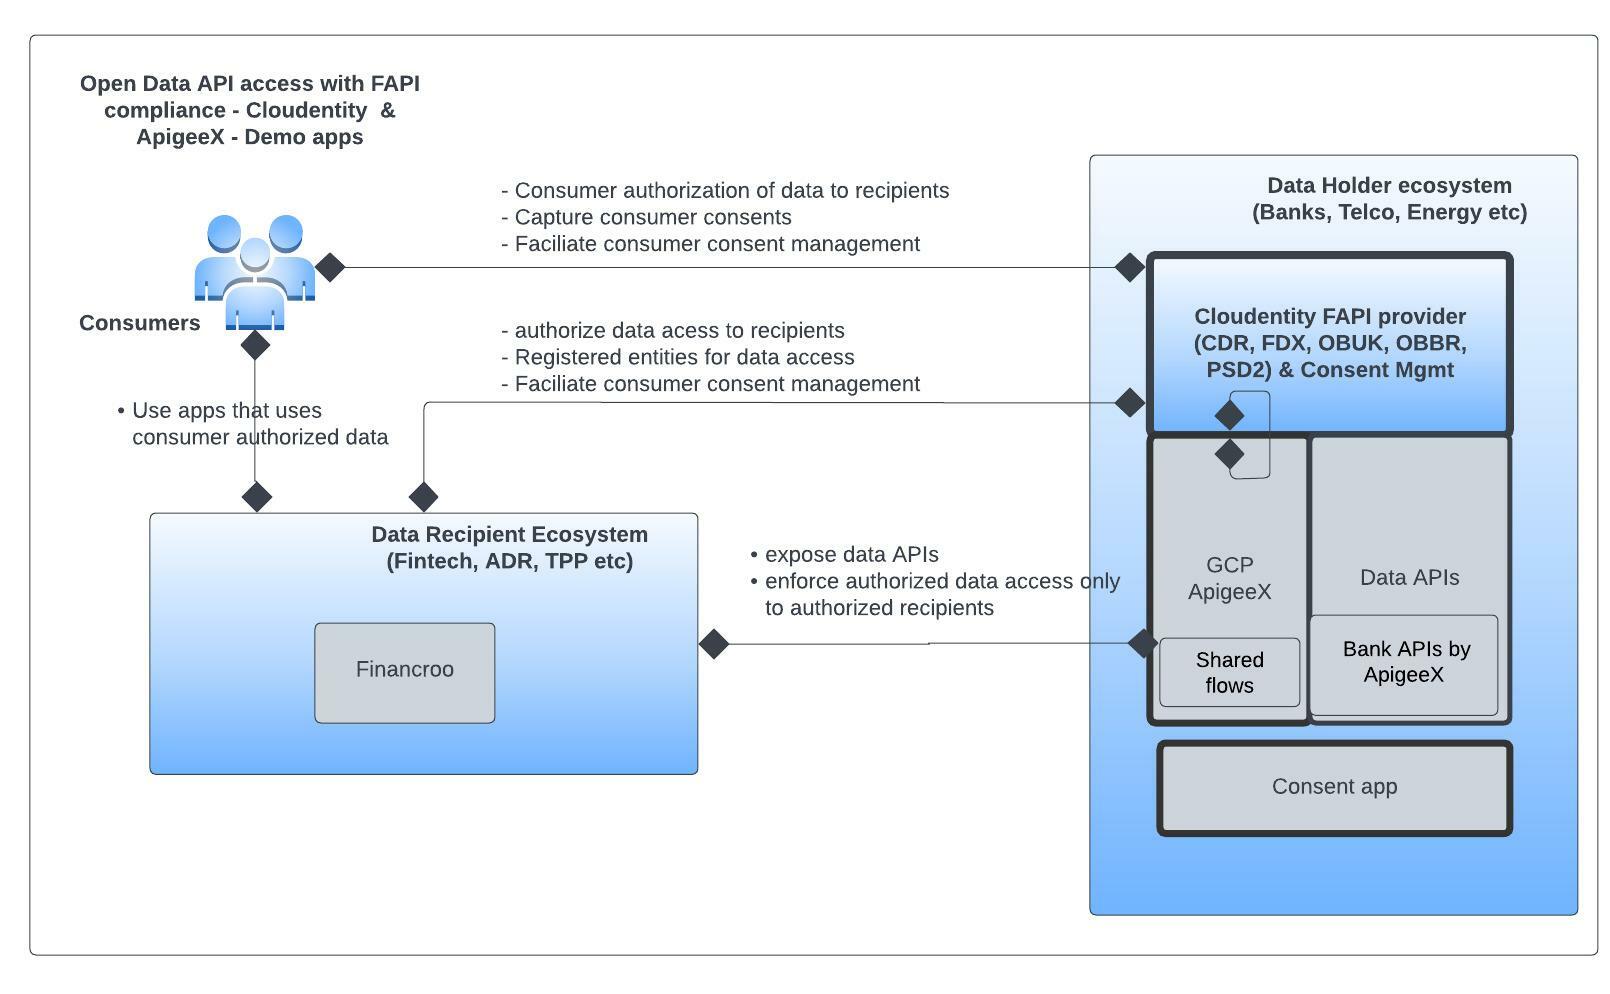 Open Data API access with FAPI
compliance - Cloudentity &
ApigeeX - Demo apps
- Consumer authorization of data to recipients
- Capture consumer consents
- Faciliate consumer consent management
Data Holder ecosystem
(Banks, Telco, Energy etc)
Consumers
- authorize data acess to recipients
- Registered entities for data access
- Faciliate consumer consent management
Cloudentity FAPI provider
(CDR, FDX, OBUK, OBBR,
PSD2) & Consent Mgmt
• Use apps that uses
consumer authorized data
Data Recipient Ecosystem
(Fintech, ADR, TPP etc)
• expose data APIs
• enforce authorized data access only
to authorized recipients
GCP
ApigeeX
Data APIs
Financroo
Shared
flows
Bank APIs by
ApigeeX
Consent app